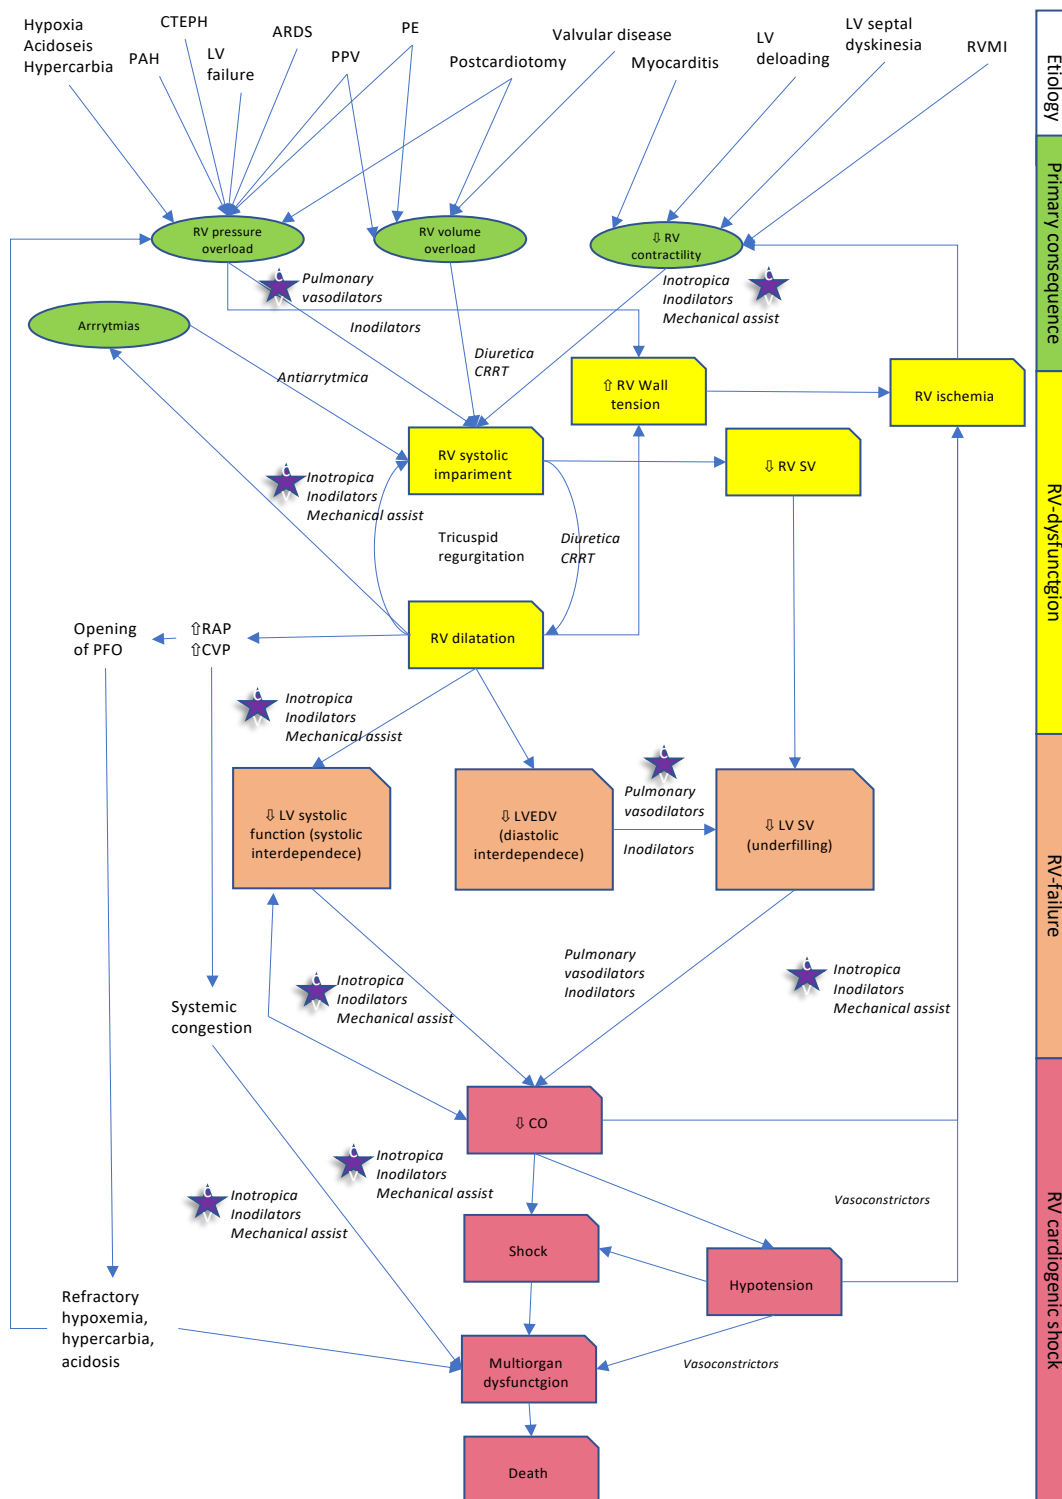 Hypoxia
Acidoseis
Hypercarbia
CTEPH
PAH
LV
failure
ARDS
PPV
PE
Postcardiotomy
Valvular disease
Myocarditis
LV
deloading
LV septal
dyskinesia
RVMI
Etiology
RV pressure
overload
RV volume
overload
⇩ RV
contractility
Primary consequence
Pulmonary
vasodilators
Inotropica
Inodilators
Mechanical assist
Arrrytmias
Inodilators
Diuretica
CRRT
Antiarrytmica
⇧ RV Wall
tension
RV ischemia
RV systolic
impariment
⇩ RV SV
Inotropica
Inodilators
Mechanical assist
Tricuspid
regurgitation
Diuretica
CRRT
RV-dysfunctgion
Opening
of PFO
⇧RAP
⇧CVP
RV dilatation
Inotropica
Inodilators
Mechanical assist
⇩ LV systolic
function (systolic
interdependece)
⇩ LVEDV
(diastolic
interdependece)
Pulmonary
vasodilators
Inodilators
⇩ LV SV
(underfilling)
RV-failure
Inotropica
Inodilators
Mechanical assist
Pulmonary
vasodilators
Inodilators
Inotropica
Inodilators
Mechanical assist
Systemic
congestion
⇩ CO
Inotropica
Inodilators
Mechanical assist
Inotropica
Inodilators
Mechanical assist
Vasoconstrictors
RV cardiogenic shock
Shock
Hypotension
Refractory
hypoxemia,
hypercarbia,
acidosis
Multiorgan
dysfunctgion
Vasoconstrictors
Death